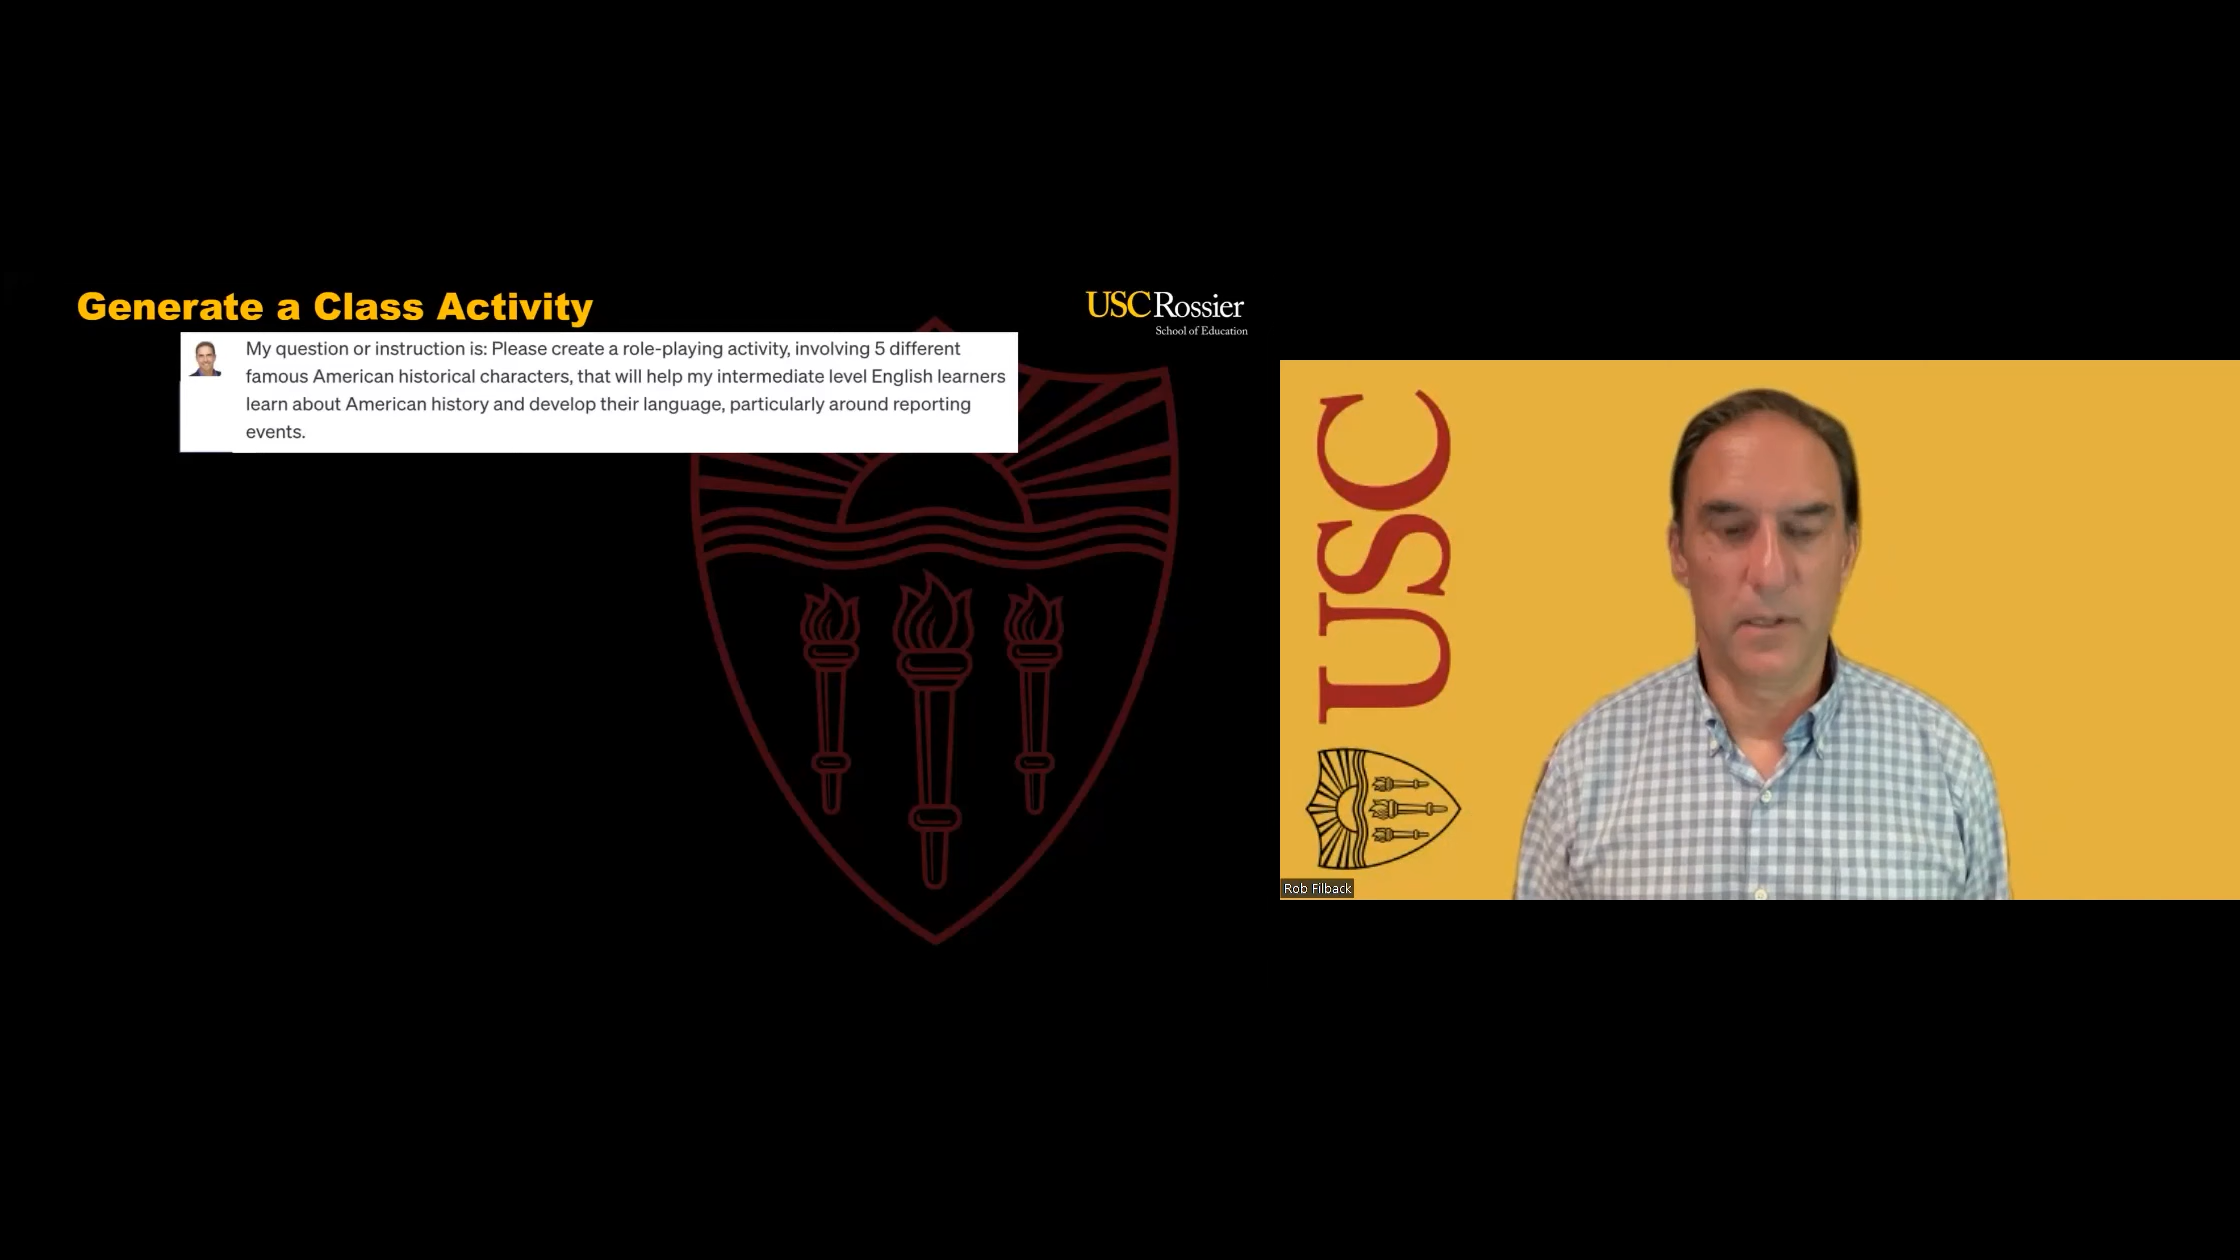 Generate a Class Activity
USC Rossier
School of Education
My question or instruction is: Please create a role-playing activity, involving 5 different
famous American historical characters, that will help my intermediate level English learners
learn about American history and develop their language, particularly around reporting
events.
USC
Rob Filback